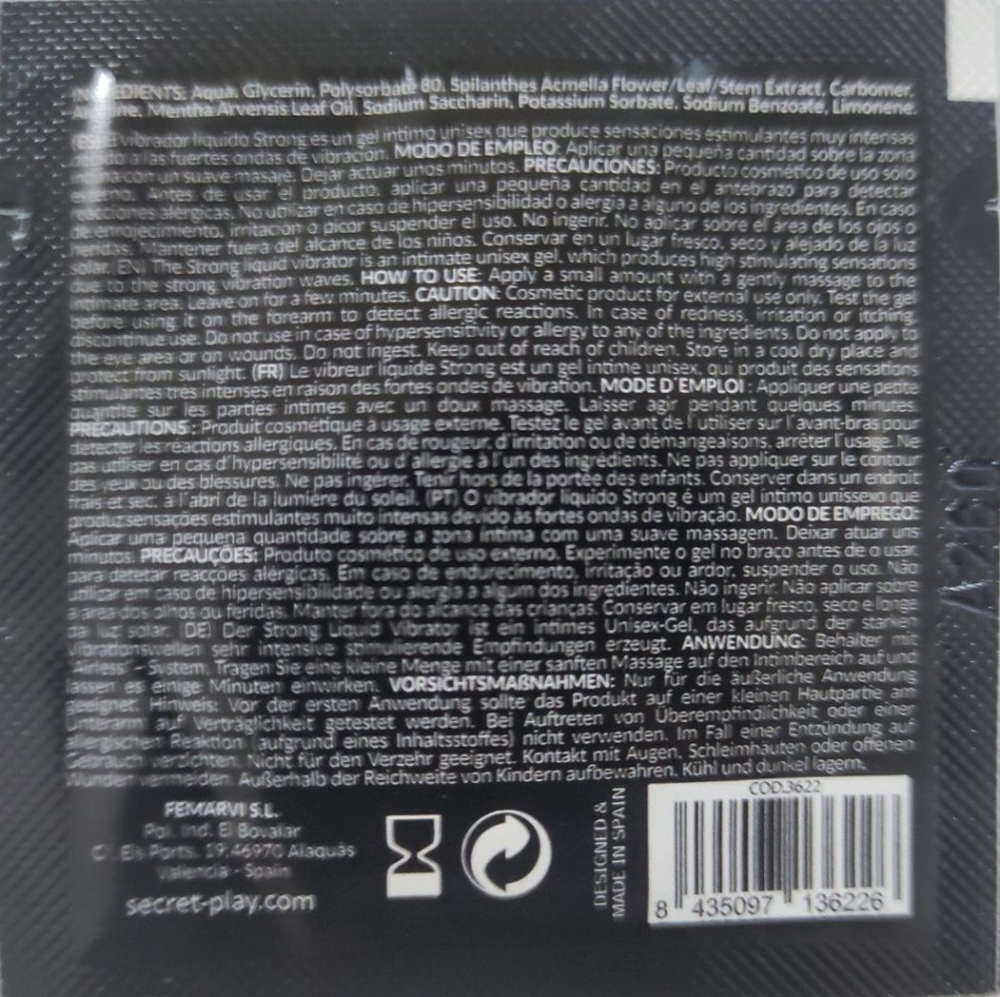 INGREDIENTS: Aqua, Glycerin, Polysorbate 80, Spilanthes Acmella Flower/Leaf/Stem Extract, Carbomer,
Mentha Arvensis Leaf Oil, Sodium Saccharin, Potassium Sorbate, Sodium Benzoate, Limonene.
vibrador líquido Strong es un gel íntimo unisex que produce sensaciones estimulantes muy intensas
a las fuertes ondas de vibración. MODO DE EMPLEO: Aplicar una pequeña cantidad sobre la zona
con un suave masaje. Dejar actuar unos minutos. PRECAUCIONES: Producto cosmético de uso sólo
externo. Antes de usar el producto, aplicar una pequeña cantidad en el antebrazo para detectar
reacciones alérgicas. No utilizar en caso de hipersensibilidad o alergia a alguno de los ingredientes. En caso
de enrojecimiento, irritación o picor suspender el uso. No ingerir. No aplicar sobre el área de los ojos o
heridas. Mantener fuera del alcance de los niños. Conservar en un lugar fresco, seco y alejado de la luz
solar. (EN) The Strong liquid vibrator is an intimate unisex gel, which produces high stimulating sensations
due to the strong vibration waves. HOW TO USE: Apply a small amount with a gently massage to the
intimate area. Leave on for a few minutes. CAUTION: Cosmetic product for external use only. Test the gel
before using it on the forearm to detect allergic reactions. In case of redness, irritation or itching,
discontinue use. Do not use in case of hypersensitivity or allergy to any of the ingredients. Do not apply to
the eye area or on wounds. Do not ingest. Keep out of reach of children. Store in a cool dry place and
protect from sunlight. (FR) Le vibreur liquide Strong est un gel intime unisex, qui produit des sensations
stimulantes très intenses en raison des fortes ondes de vibration. MODE D´EMPLOI : Appliquer une petite
quantité sur les parties intimes avec un doux massage. Laisser agir pendant quelques minutes.
PRÉCAUTIONS : Produit cosmétique à usage externe. Testez le gel avant de l´utiliser sur l´avant-bras pour
détecter les réactions allergiques. En cas de rougeur, d´irritation ou de démangeaisons, arrêter l´usage. Ne
pas utiliser en cas d´hypersensibilité ou d´allergie à l´un des ingrédients. Ne pas appliquer sur le contour
des yeux ou des blessures. Ne pas ingérer. Tenir hors de la portée des enfants. Conserver dans un endroit
frais et sec, à l´abri de la lumière du soleil. (PT) O vibrador líquido Strong é um gel íntimo unissexo que
produz sensações estimulantes muito intensas devido às fortes ondas de vibração. MODO DE EMPREGO:
Aplicar uma pequena quantidade sobre a zona íntima com uma suave massagem. Deixar atuar uns
minutos. PRECAUÇÕES: Produto cosmético de uso externo. Experimente o gel no braço antes de o usar,
para detetar reacções alérgicas. Em caso de endurecimento, irritação ou ardor, suspender o uso. Não
utilizar em caso de hipersensibilidade ou alergia a algum dos ingredientes. Não ingerir. Não aplicar sobre
a área dos olhos ou feridas. Manter fora do alcance das crianças. Conservar em lugar fresco, seco e longe
da luz solar. (DE) Der Strong Liquid Vibrator ist ein intimes Unisex-Gel, das aufgrund der starken
Vibrationswellen sehr intensive stimulierende Empfindungen erzeugt. ANWENDUNG: Behälter mit
"Airless" - System. Tragen Sie eine kleine Menge mit einer sanften Massage auf den Intimbereich auf und
lassen es einige Minuten einwirken. VORSICHTSMAßNAHMEN: Nur für die äußerliche Anwendung
geeignet. Hinweis: Vor der ersten Anwendung sollte das Produkt auf einer kleinen Hautpartie am
Unterarm auf Verträglichkeit getestet werden. Bei Auftreten von Überempfindlichkeit oder einer
allergischen Reaktion (aufgrund eines Inhaltsstoffes) nicht verwenden. Im Fall einer Entzündung auf
Gebrauch verzichten. Nicht für den Verzehr geeignet. Kontakt mit Augen, Schleimhäuten oder offenen
Wunden vermeiden. Außerhalb der Reichweite von Kindern aufbewahren. Kühl und dunkel lagern.
FEMARVI S.L.
Pol. Ind. El Bovalar
C/ Els Ports, 19 46970 Alaquàs
Valencia - Spain
secret-play.com
DESIGNED &
MADE IN SPAIN
COD.3622
8 435097 136226